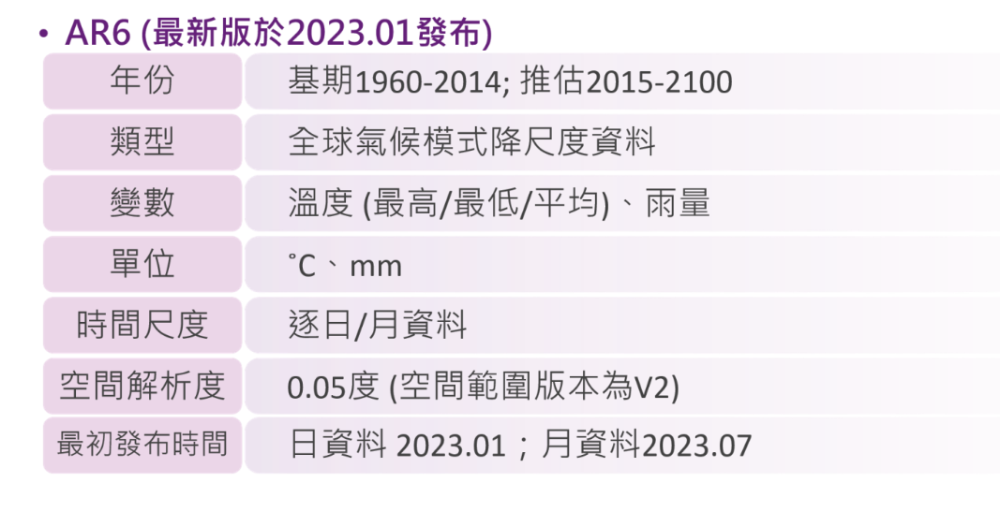 • AR6 (最新版於2023.01發布)
年份 基期1960-2014; 推估2015-2100
類型 全球氣候模式降尺度資料
變數 溫度 (最高/最低/平均)、雨量
單位 °C、mm
時間尺度 逐日/月資料
空間解析度 0.05度 (空間範圍版本為V2)
最初發布時間 日資料 2023.01；月資料2023.07